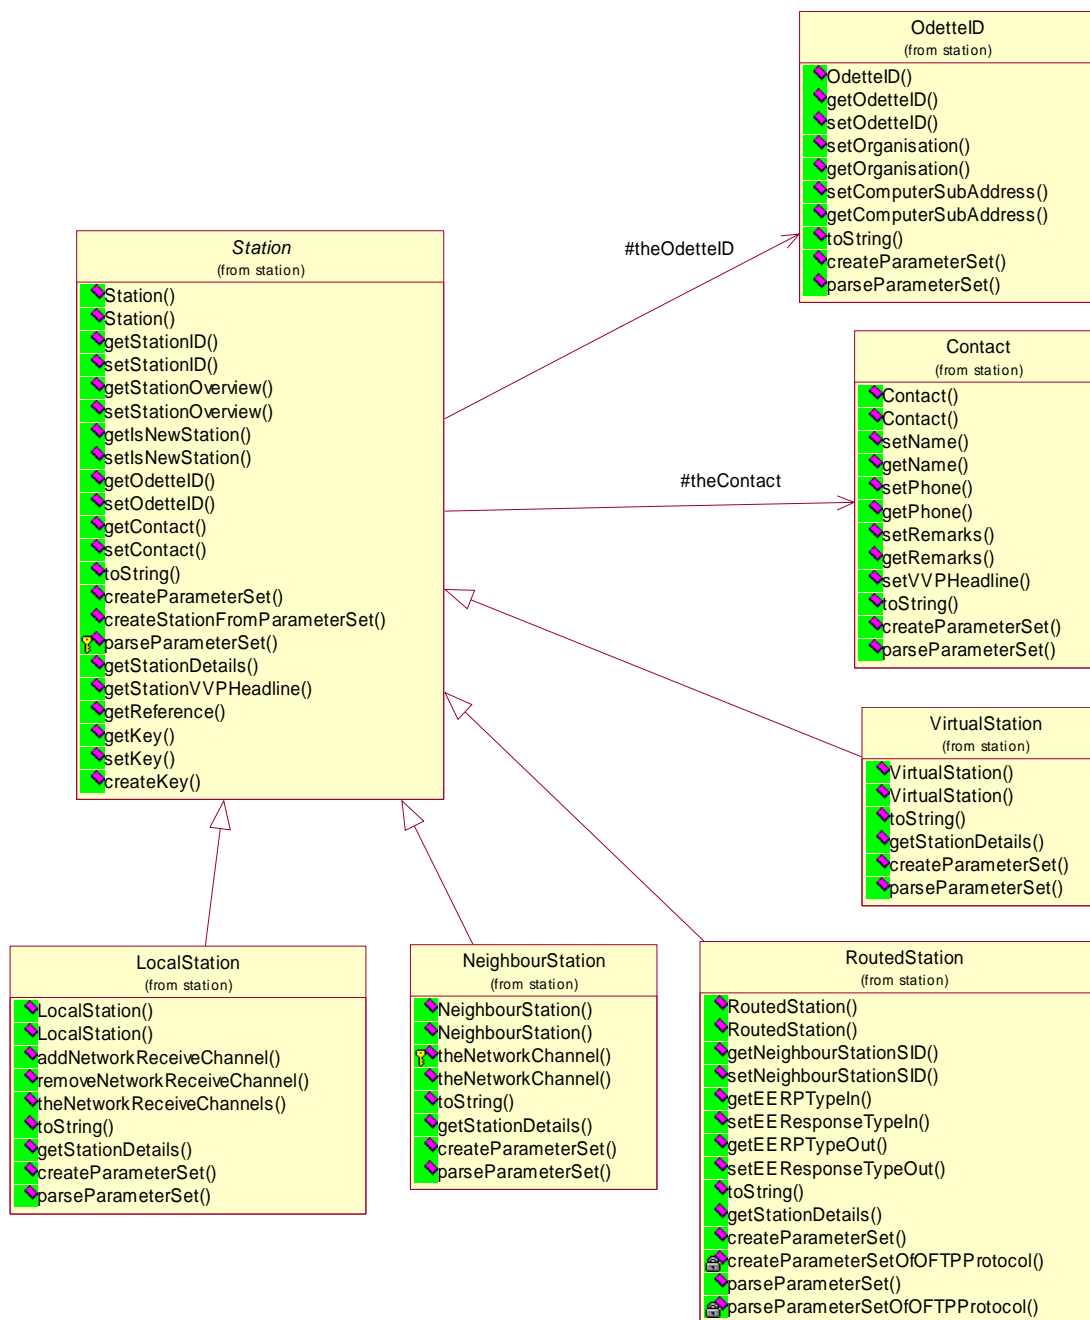 OdetteID
(from station)
OdetteID()
getOdetteID()
setOdetteID()
setOrganisation()
getOrganisation()
setComputerSubAddress()
getComputerSubAddress()
toString()
createParameterSet()
parseParameterSet()
#theOdetteID
Station
(from station)
Station()
Station()
getStationID()
setStationID()
getStationOverview()
setStationOverview()
getIsNewStation()
setIsNewStation()
getOdetteID()
setOdetteID()
getContact()
setContact()
toString()
createParameterSet()
createStationFromParameterSet()
parseParameterSet()
getStationDetails()
getStationVVPHeadline()
getReference()
getKey()
setKey()
createKey()
#theContact
Contact
(from station)
Contact()
Contact()
setName()
getName()
setPhone()
getPhone()
setRemarks()
getRemarks()
setVVPHeadline()
toString()
createParameterSet()
parseParameterSet()
VirtualStation
(from station)
VirtualStation()
VirtualStation()
toString()
getStationDetails()
createParameterSet()
parseParameterSet()
LocalStation
(from station)
LocalStation()
LocalStation()
addNetworkReceiveChannel()
removeNetworkReceiveChannel()
theNetworkReceiveChannels()
toString()
getStationDetails()
createParameterSet()
parseParameterSet()
NeighbourStation
(from station)
NeighbourStation()
NeighbourStation()
theNetworkChannel()
theNetworkChannel()
toString()
getStationDetails()
createParameterSet()
parseParameterSet()
RoutedStation
(from station)
RoutedStation()
RoutedStation()
getNeighbourStationSID()
setNeighbourStationSID()
getEERPTypeIn()
setEEResponseTypeIn()
getEERPTypeOut()
setEEResponseTypeOut()
toString()
getStationDetails()
createParameterSet()
createParameterSetOfOFTPProtocol()
parseParameterSet()
parseParameterSetOfOFTPProtocol()